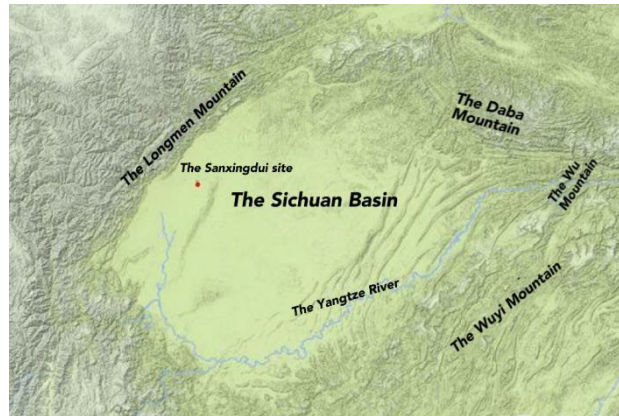 The Longmen Mountain
The Daba
Mountain
The Sanxingdui site
The Wu
Mountain
The Sichuan Basin
The Yangtze River
The Wuyi Mountain